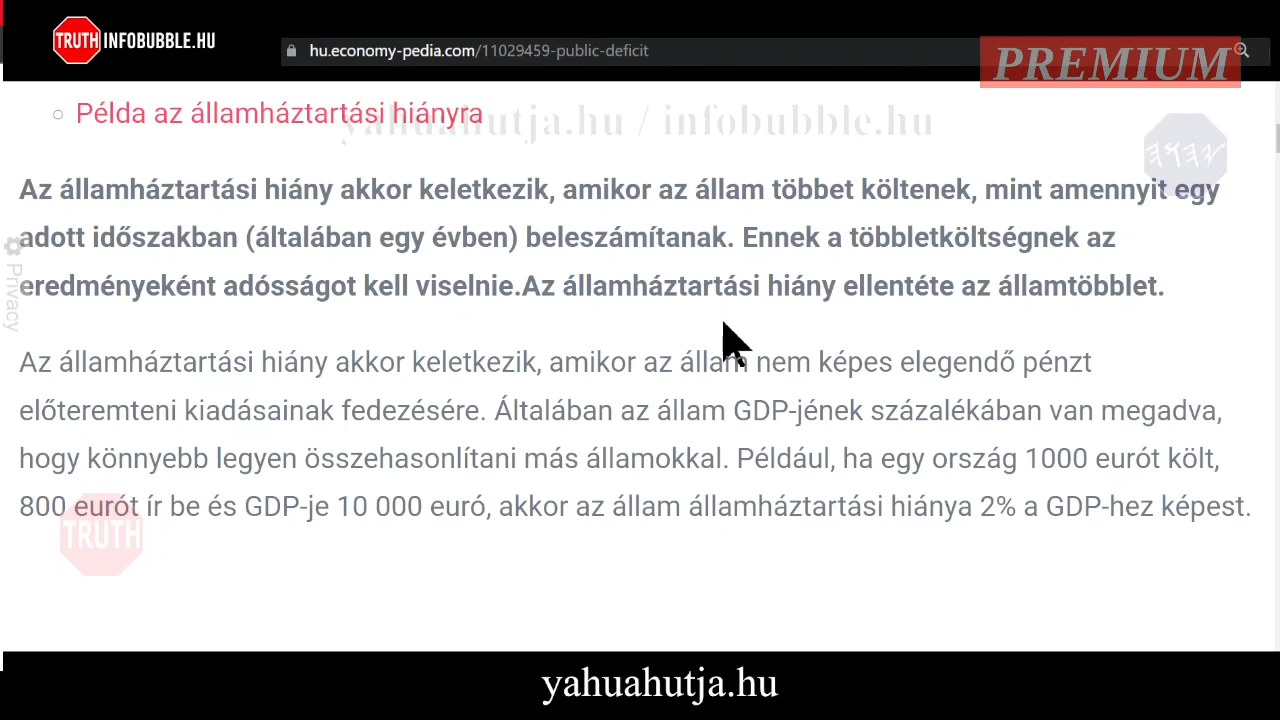 TRUTH INFOBUBBLE.HU
hu.economy-pedia.com/11029459-public-deficit
PREMIUM
Példa az államháztartási hiányra
yahuahutja.hu / infobubble.hu
Az államháztartási hiány akkor keletkezik, amikor az állam többet költenek, mint amennyit egy
adott időszakban (általában egy évben) beleszámítanak. Ennek a többletköltségnek az
eredményeként adósságot kell viselnie.Az államháztartási hiány ellentéte az államtöbblet.
Privacy
Az államháztartási hiány akkor keletkezik, amikor az állam nem képes elegendő pénzt
előteremteni kiadásainak fedezésére. Általában az állam GDP-jének százalékában van megadva,
hogy könnyebb legyen összehasonlítani más államokkal. Például, ha egy ország 1000 eurót költ,
800 eurót ír be és GDP-je 10 000 euró, akkor az állam államháztartási hiánya 2% a GDP-hez képest.
TRUTH
yahuahutja.hu